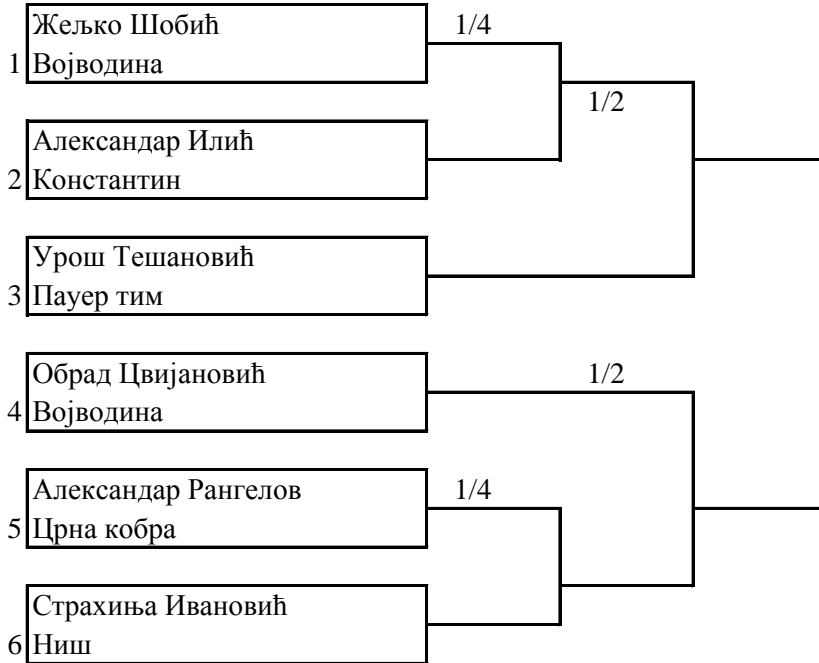 Жељко Шобић 1/4
1 Војводина
1/2
Александар Илић
2 Константин
Урош Тешановић
3 Пауер тим
Обрад Цвијановић 1/2
4 Војводина
Александар Рангелов 1/4
5 Црна кобра
Страхиња Ивановић
6 Ниш